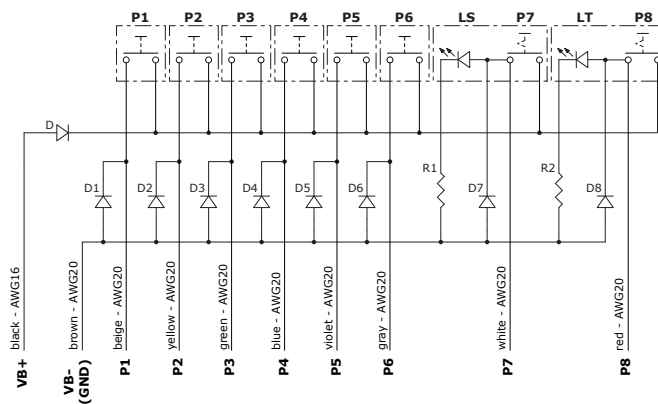 P1 P2 P3 P4 P5 P6 LS P7 LT P8
D
R1 R2
D1 D2 D3 D4 D5 D6 D7 D8
black - AWG16
brown - AWG20
beige - AWG20
yellow - AWG20
green - AWG20
blue - AWG20
violet - AWG20
gray - AWG20
white - AWG20
red - AWG20
VB+
VB-
(GND)
P1
P2
P3
P4
P5
P6
P7
P8